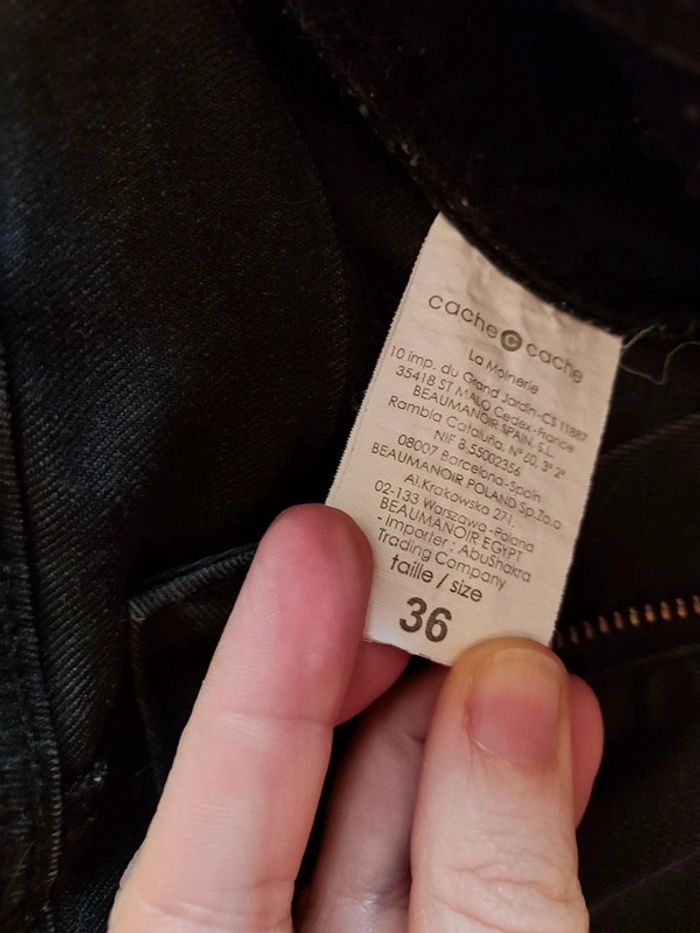 cache c cache
La Moinerie
10 imp. du Grand Jardin-CS 11887
35418 ST MALO Cedex-France
BEAUMANOIR SPAIN, S.L.
Rambla Cataluña, Nº 60, 3º 2ª
NIF B 55002356
08007 Barcelona-Spain
BEAUMANOIR POLAND Sp.Zo.o
Al.Krakowska 271,
02-133 Warszawa-Poland
BEAUMANOIR EGYPT
- Importer : AbuShakra
Trading Company
taille / size
36